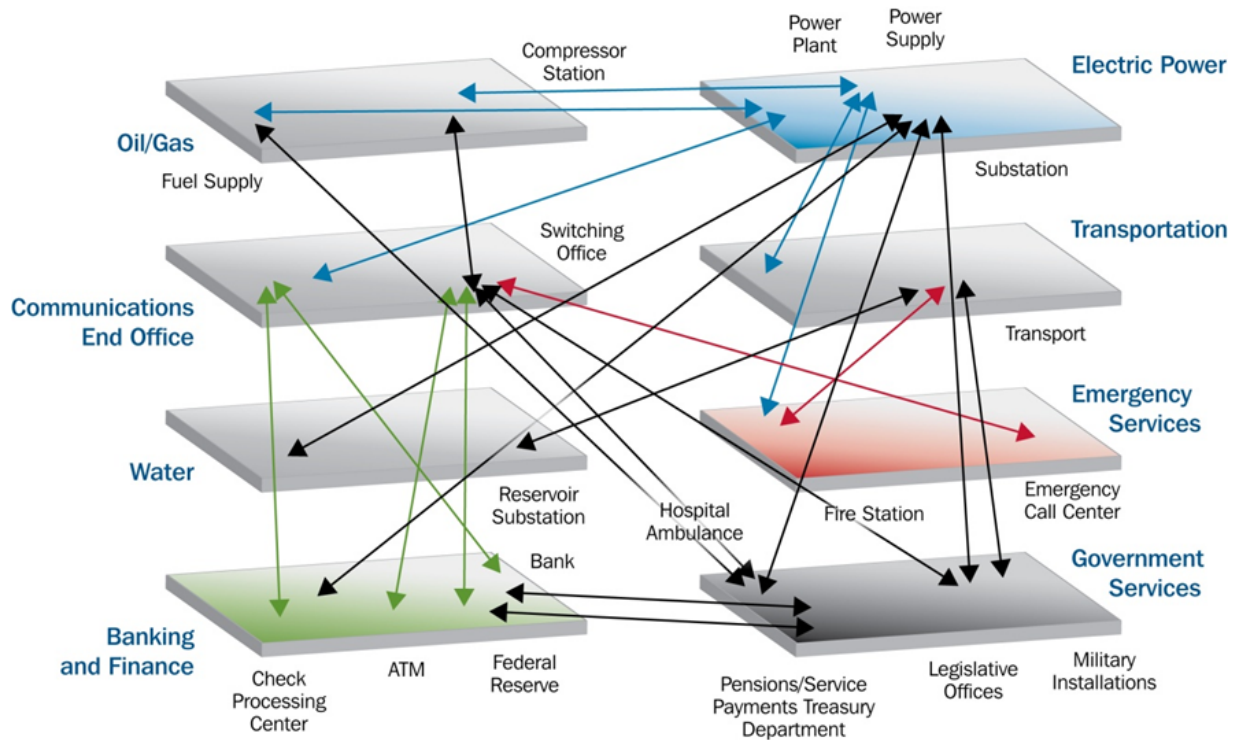 Power
Plant
Power
Supply
Compressor
Station
Electric Power
Oil/Gas
Fuel Supply
Substation
Switching
Office
Transportation
Communications
End Office
Transport
Emergency
Services
Water
Reservoir
Substation
Hospital
Ambulance
Fire Station
Emergency
Call Center
Bank
Government
Services
Banking
and Finance
Check
Processing
Center
ATM
Federal
Reserve
Pensions/Service
Payments Treasury
Department
Legislative
Offices
Military
Installations